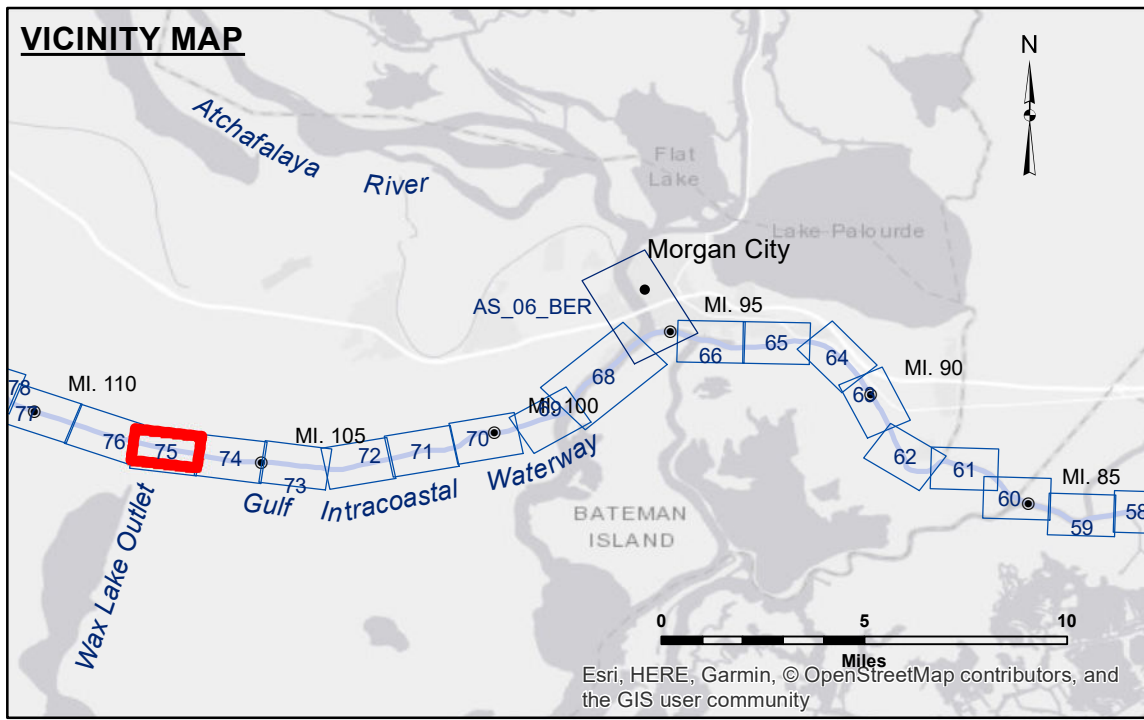 VICINITY MAP
N
Atchafalaya
River
Flat
Lake
Lake Palourde
Morgan City
AS_06_BER
MI. 95
66
65
64
MI. 90
63
68
78
MI. 110
77
69
MI. 100
76
75
74
MI. 105
73
72
71
70
62
61
MI. 85
60
59
58
Gulf
Intracoastal
Waterway
Wax Lake Outlet
BATEMAN
ISLAND
0 5 10
Miles
Esri, HERE, Garmin, © OpenStreetMap contributors, and
the GIS user community